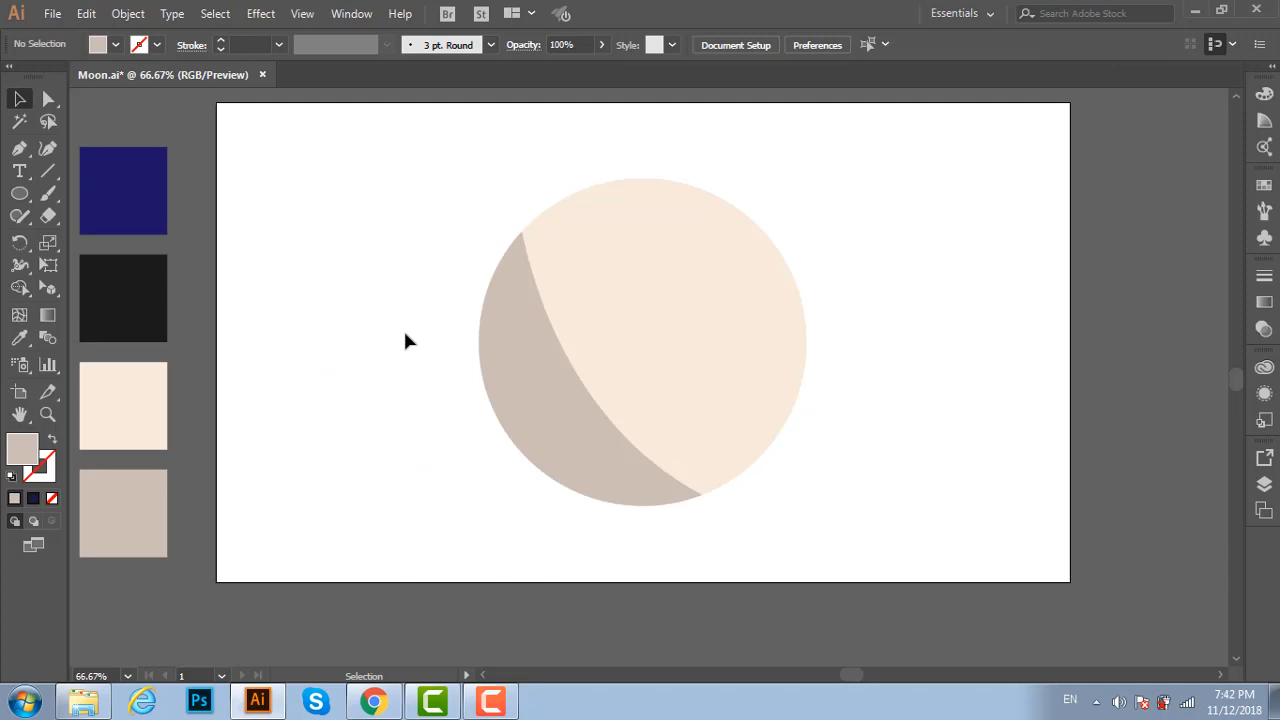 Ai File Edit Object Type Select Effect View Window Help Br St Essentials Search Adobe Stock
No Selection Stroke: 3 pt. Round Opacity: 100% Style: Document Setup Preferences
Moon.ai* @ 66.67% (RGB/Preview)
66.67% 1 Selection
Ps Ai EN 7:42 PM
11/12/2018